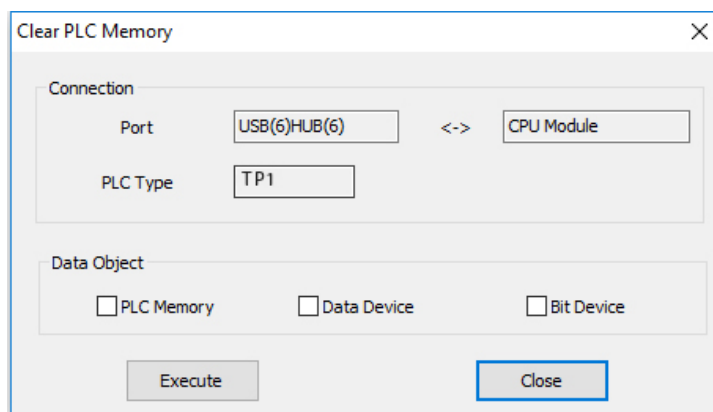 Clear PLC Memory
Connection
Port USB(6)HUB(6) <-> CPU Module
PLC Type TP1
Data Object
PLC Memory Data Device Bit Device
Execute Close